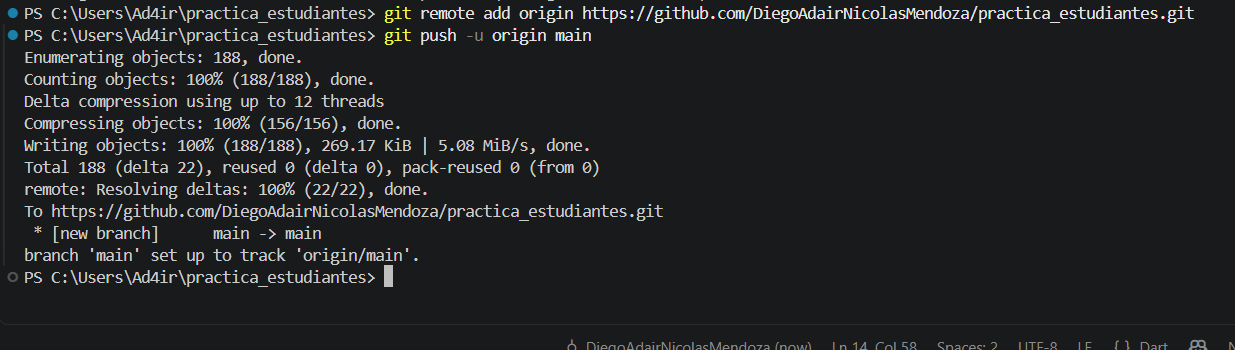 PS C:\Users\Ad4ir\practica_estudiantes> git remote add origin https://github.com/DiegoAdairNicolasMendoza/practica_estudiantes.git
PS C:\Users\Ad4ir\practica_estudiantes> git push -u origin main
Enumerating objects: 188, done.
Counting objects: 100% (188/188), done.
Delta compression using up to 12 threads
Compressing objects: 100% (156/156), done.
Writing objects: 100% (188/188), 269.17 KiB | 5.08 MiB/s, done.
Total 188 (delta 22), reused 0 (delta 0), pack-reused 0 (from 0)
remote: Resolving deltas: 100% (22/22), done.
To https://github.com/DiegoAdairNicolasMendoza/practica_estudiantes.git
 * [new branch]      main -> main
branch 'main' set up to track 'origin/main'.
PS C:\Users\Ad4ir\practica_estudiantes>
DiegoAdairNicolasMendoza (now) Ln 14, Col 58 Spaces: 2 UTF-8 LF { } Dart